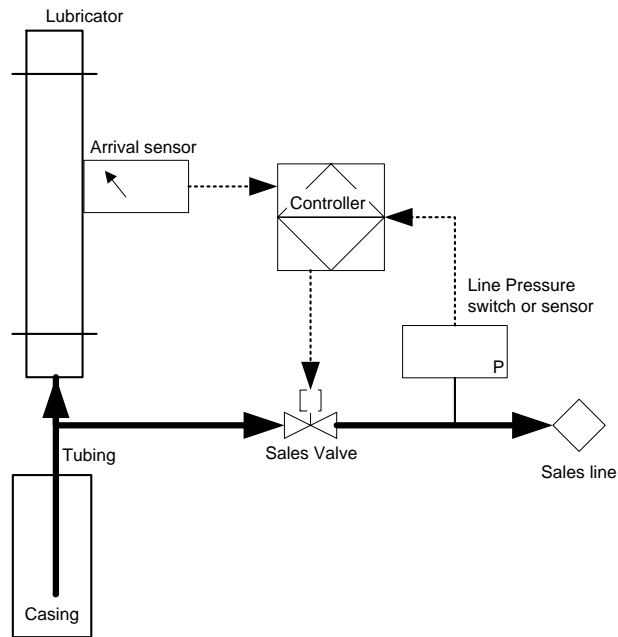 Lubricator
Arrival sensor
Controller
Line Pressure
switch or sensor
P
Tubing
Sales Valve
Sales line
Casing